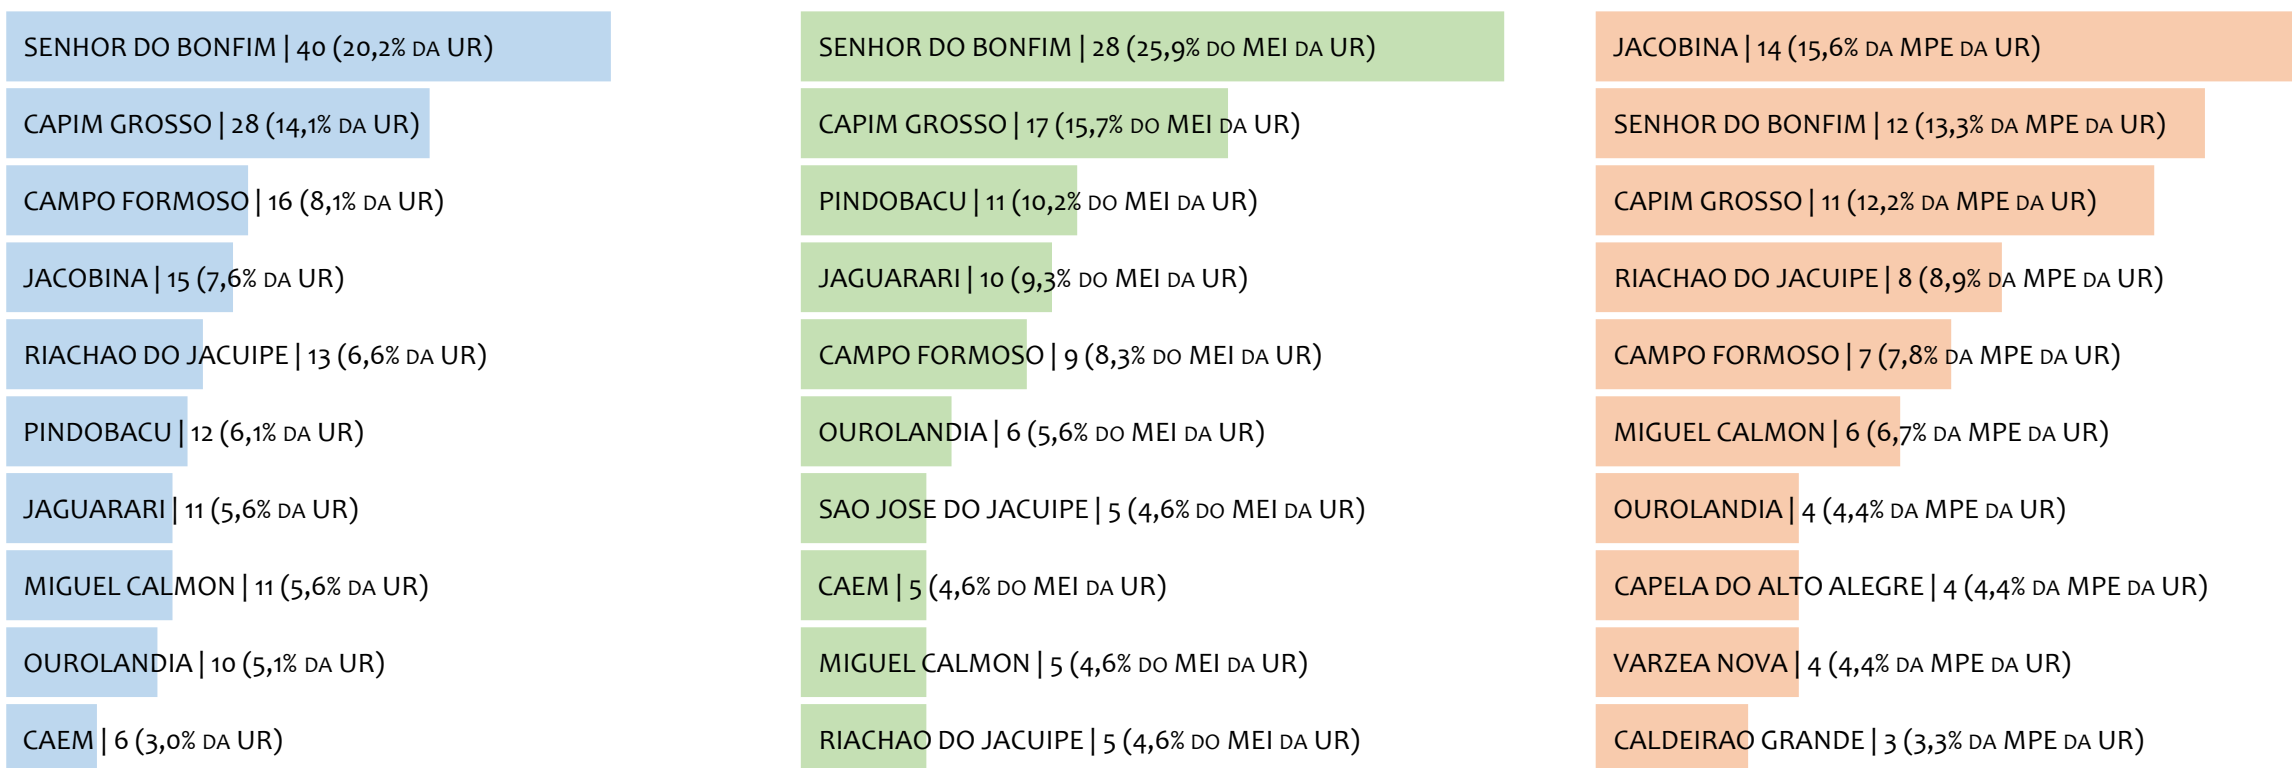 SENHOR DO BONFIM | 40 (20,2% DA UR)
CAPIM GROSSO | 28 (14,1% DA UR)
CAMPO FORMOSO | 16 (8,1% DA UR)
JACOBINA | 15 (7,6% DA UR)
RIACHAO DO JACUIPE | 13 (6,6% DA UR)
PINDOBACU | 12 (6,1% DA UR)
JAGUARARI | 11 (5,6% DA UR)
MIGUEL CALMON | 11 (5,6% DA UR)
OUROLANDIA | 10 (5,1% DA UR)
CAEM | 6 (3,0% DA UR)
SENHOR DO BONFIM | 28 (25,9% DO MEI DA UR)
CAPIM GROSSO | 17 (15,7% DO MEI DA UR)
PINDOBACU | 11 (10,2% DO MEI DA UR)
JAGUARARI | 10 (9,3% DO MEI DA UR)
CAMPO FORMOSO | 9 (8,3% DO MEI DA UR)
OUROLANDIA | 6 (5,6% DO MEI DA UR)
SAO JOSE DO JACUIPE | 5 (4,6% DO MEI DA UR)
CAEM | 5 (4,6% DO MEI DA UR)
MIGUEL CALMON | 5 (4,6% DO MEI DA UR)
RIACHAO DO JACUIPE | 5 (4,6% DO MEI DA UR)
JACOBINA | 14 (15,6% DA MPE DA UR)
SENHOR DO BONFIM | 12 (13,3% DA MPE DA UR)
CAPIM GROSSO | 11 (12,2% DA MPE DA UR)
RIACHAO DO JACUIPE | 8 (8,9% DA MPE DA UR)
CAMPO FORMOSO | 7 (7,8% DA MPE DA UR)
MIGUEL CALMON | 6 (6,7% DA MPE DA UR)
OUROLANDIA | 4 (4,4% DA MPE DA UR)
CAPELA DO ALTO ALEGRE | 4 (4,4% DA MPE DA UR)
VARZEA NOVA | 4 (4,4% DA MPE DA UR)
CALDEIRAO GRANDE | 3 (3,3% DA MPE DA UR)